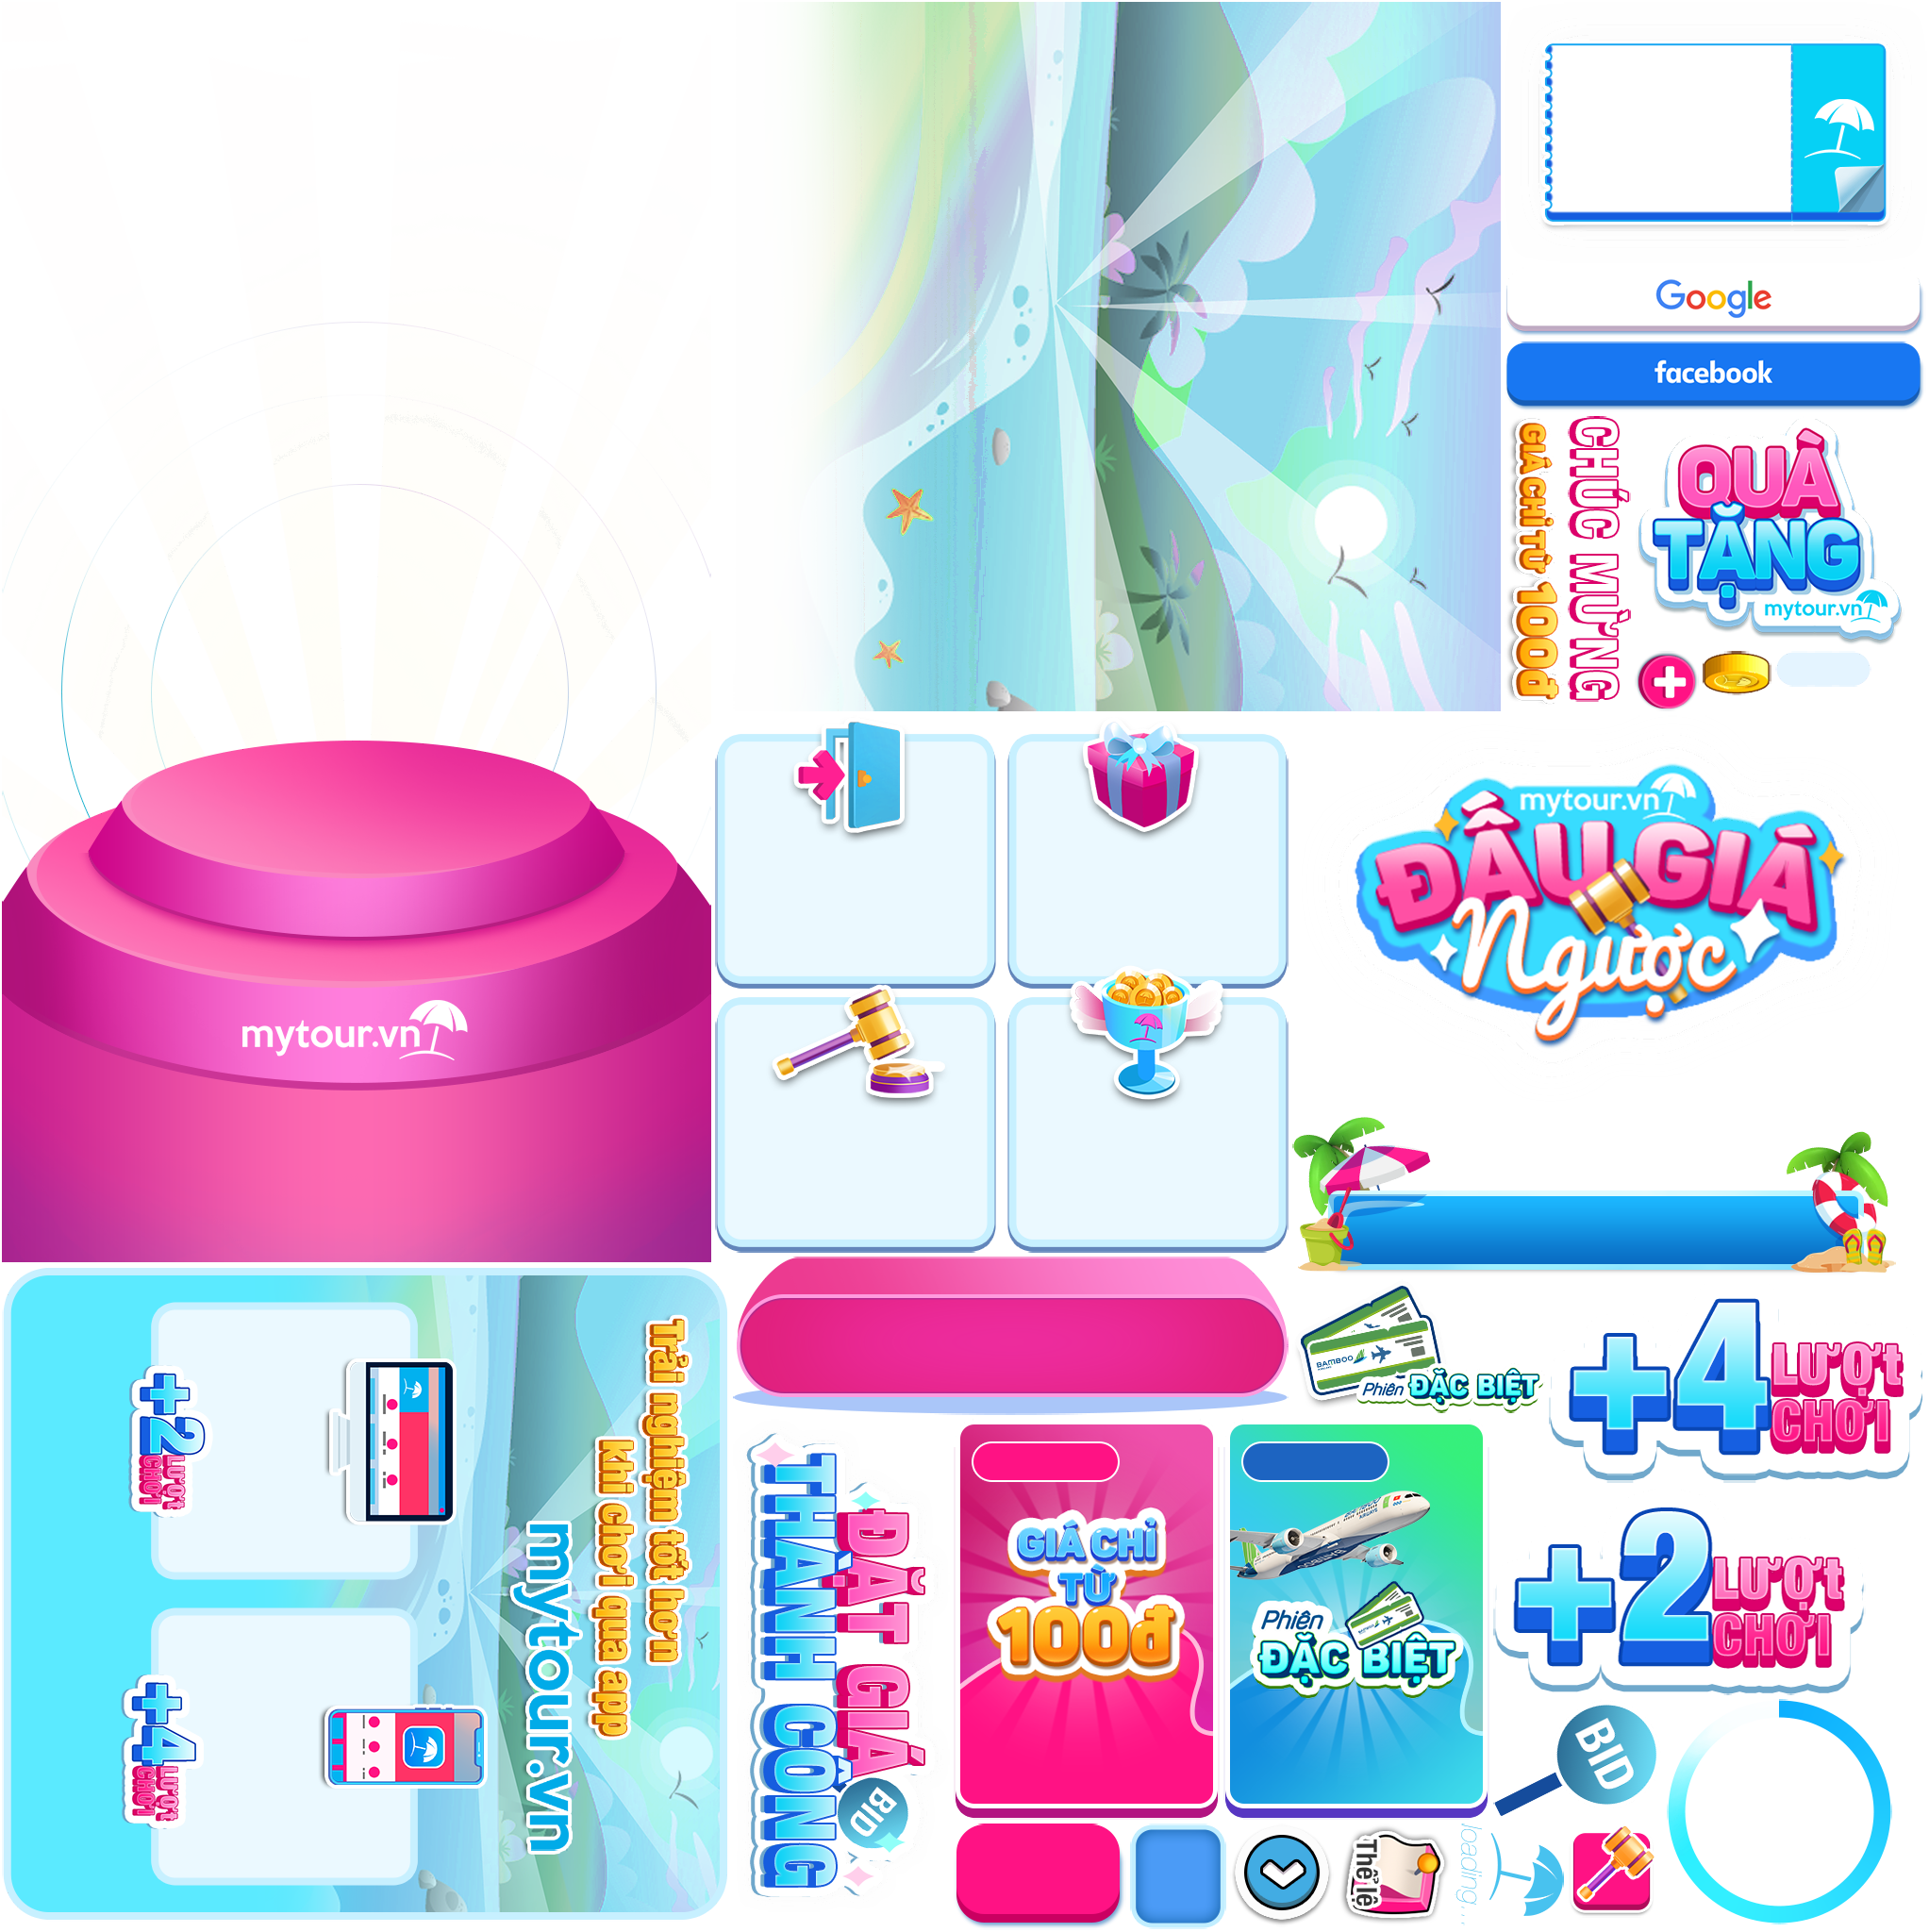 Google
facebook
GIÁ CHỈ TỪ 100đ
CHÚC MỪNG
QUÀ
TẶNG
mytour.vn
mytour.vn
ĐẤU GIÁ
Ngược
mytour.vn
Trải nghiệm tốt hơn
khi chơi qua app
mytour.vn
+2 LƯỢT
CHƠI
+4 LƯỢT
CHƠI
BAMBOO
Phiên ĐẶC BIỆT
+4 LƯỢT
CHƠI
ĐẶT GIÁ
THÀNH CÔNG
BID
GIÁ CHỈ
TỪ
100đ
Phiên
ĐẶC BIỆT
+2 LƯỢT
CHƠI
BID
Thể lệ
loading...